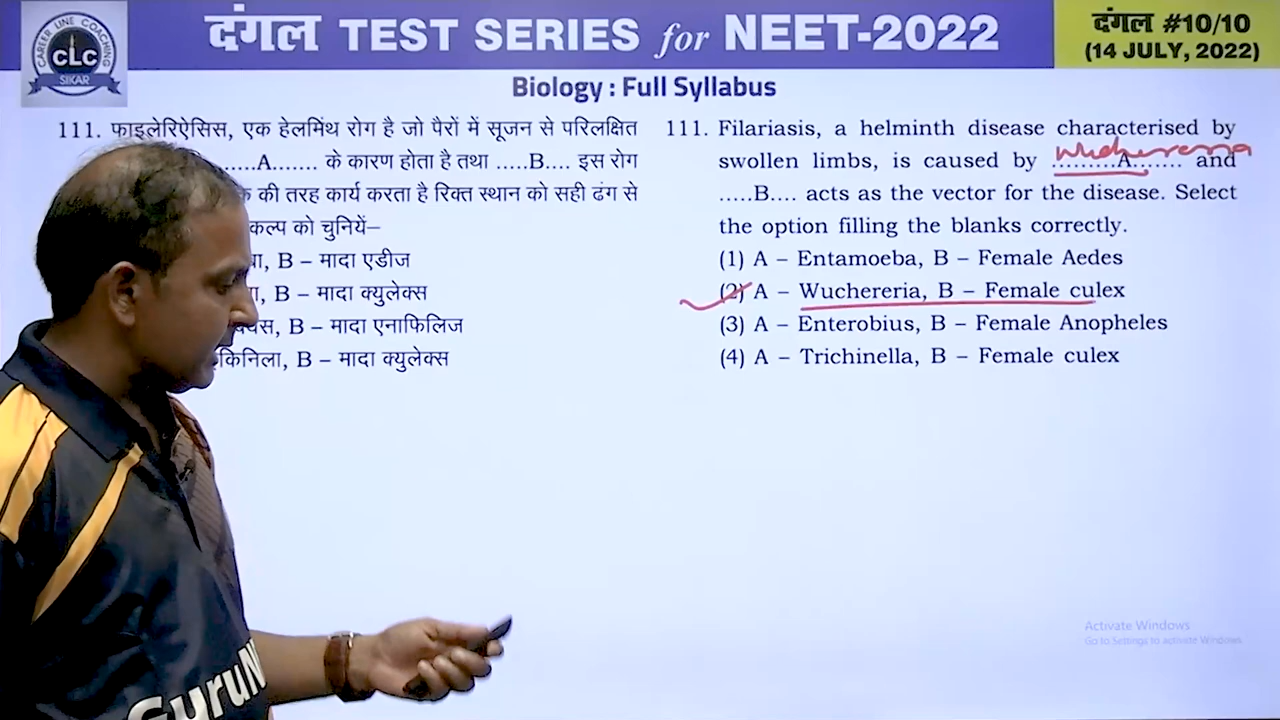 CAREER LINE COACHING
CLC
SIKAR
दंगल TEST SERIES for NEET-2022
दंगल #10/10
(14 JULY, 2022)
Biology : Full Syllabus
111. फाइलेरिऐसिस, एक हेलमिंथ रोग है जो पैरों में सूजन से परिलक्षित
......A....... के कारण होता है तथा .....B.... इस रोग
की तरह कार्य करता है रिक्त स्थान को सही ढंग से
को चुनियें–
B – मादा एडीज
B – मादा क्युलेक्स
B – मादा एनाफिलिज
B – मादा क्युलेक्स
111. Filariasis, a helminth disease characterised by
swollen limbs, is caused by .........A....... and
.....B.... acts as the vector for the disease. Select
the option filling the blanks correctly.
(1) A – Entamoeba, B – Female Aedes
(2) A – Wuchereria, B – Female culex
(3) A – Enterobius, B – Female Anopheles
(4) A – Trichinella, B – Female culex
Activate Windows
Go to Settings to activate Windows.